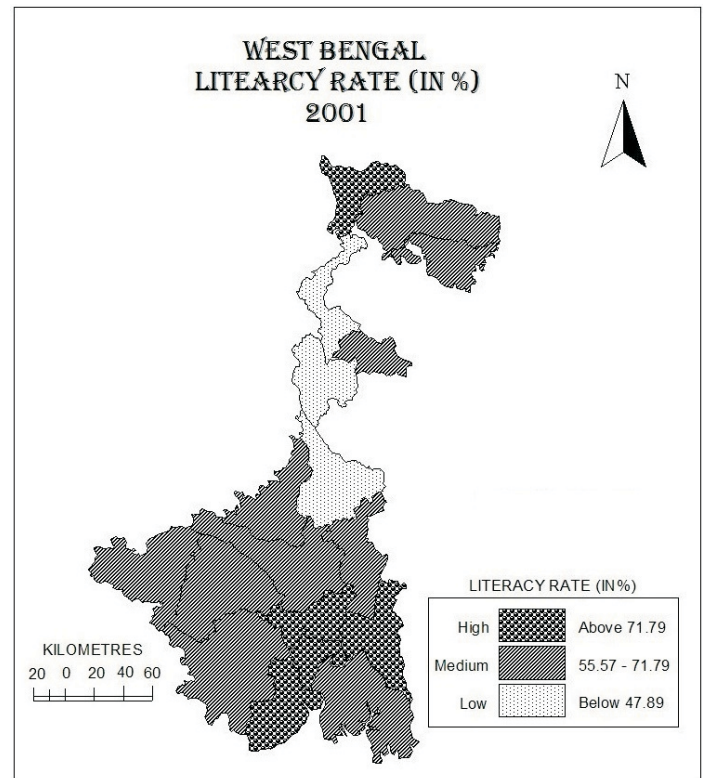 WEST BENGAL
LITEARCY RATE (IN %)
2001
N
KILOMETRES
20 0 20 40 60
LITERACY RATE (IN%)
High Above 71.79
Medium 55.57 - 71.79
Low Below 47.89